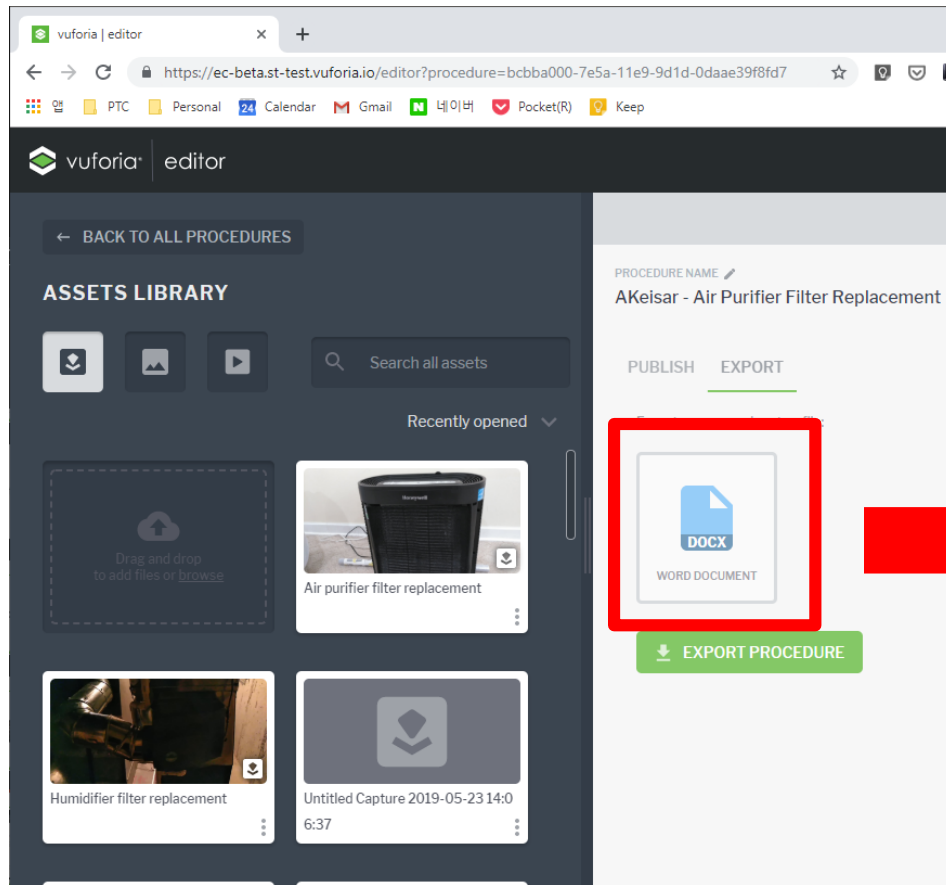 vuforia | editor
https://ec-beta.st-test.vuforia.io/editor?procedure=bcbba000-7e5a-11e9-9d1d-0daae39f8fd7
앱 PTC Personal 24 Calendar Gmail 네이버 Pocket(R) Keep
vuforia editor
BACK TO ALL PROCEDURES
ASSETS LIBRARY
Search all assets
Recently opened
Drag and drop
to add files or browse
Honeywell
Air purifier filter replacement
Humidifier filter replacement
Untitled Capture 2019-05-23 14:0
6:37
PROCEDURE NAME
AKeisar - Air Purifier Filter Replacement
PUBLISH EXPORT
DOCX
WORD DOCUMENT
EXPORT PROCEDURE